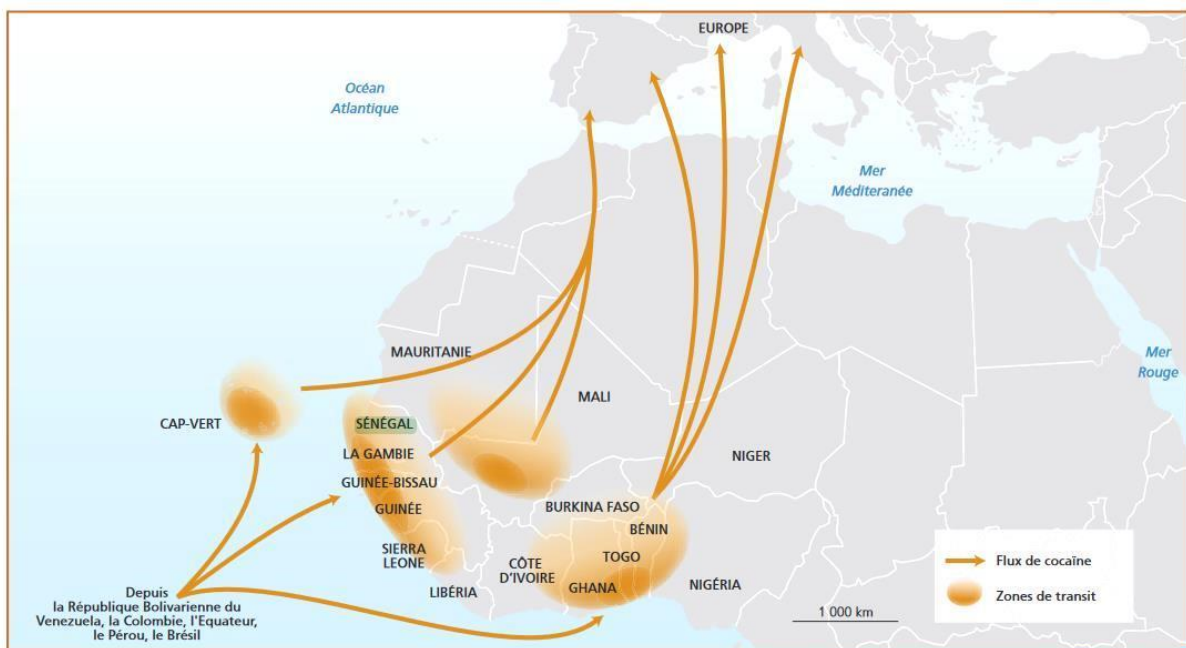 EUROPE
Océan
Atlantique
Mer
Méditeranée
Mer
Rouge
MAURITANIE
MALI
CAP-VERT
SÉNÉGAL
LA GAMBIE
NIGER
GUINÉE-BISSAU
GUINÉE
BURKINA FASO
BÉNIN
SIERRA
LEONE
CÔTE
D'IVOIRE
TOGO
GHANA
NIGÉRIA
LIBÉRIA
Depuis
la République Bolivarienne du
Venezuela, la Colombie, l'Equateur,
le Pérou, le Brésil
1 000 km
Flux de cocaïne
Zones de transit